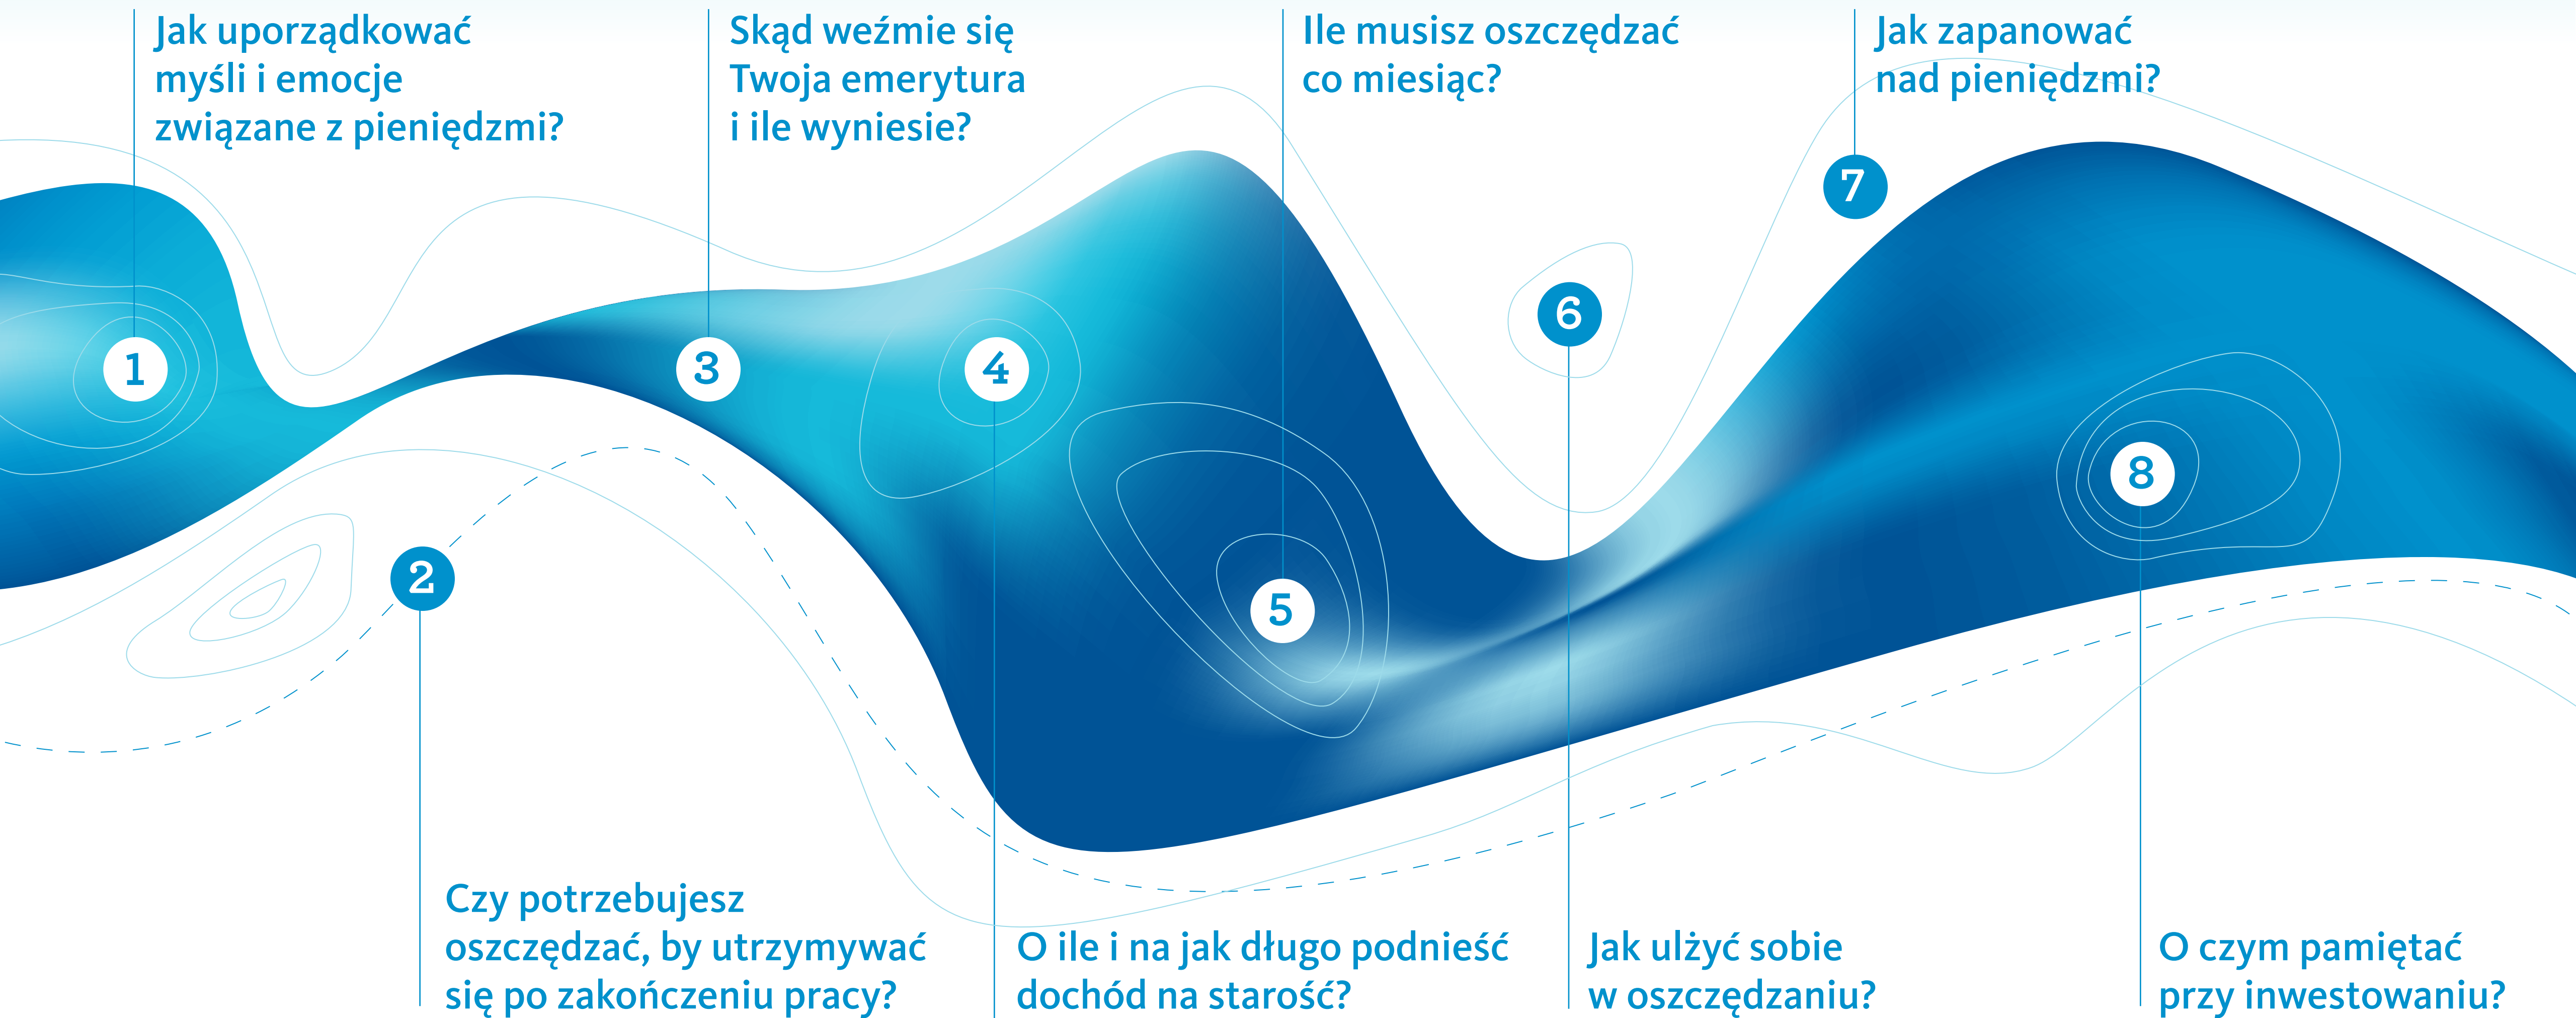 Jak uporządkować
myśli i emocje
związane z pieniędzmi?
Skąd weźmie się
Twoja emerytura
i ile wyniesie?
Ile musisz oszczędzać
co miesiąc?
Jak zapanować
nad pieniędzmi?
1
2
3
4
5
6
7
8
Czy potrzebujesz
oszczędzać, by utrzymywać
się po zakończeniu pracy?
O ile i na jak długo podnieść
dochód na starość?
Jak ulżyć sobie
w oszczędzaniu?
O czym pamiętać
przy inwestowaniu?